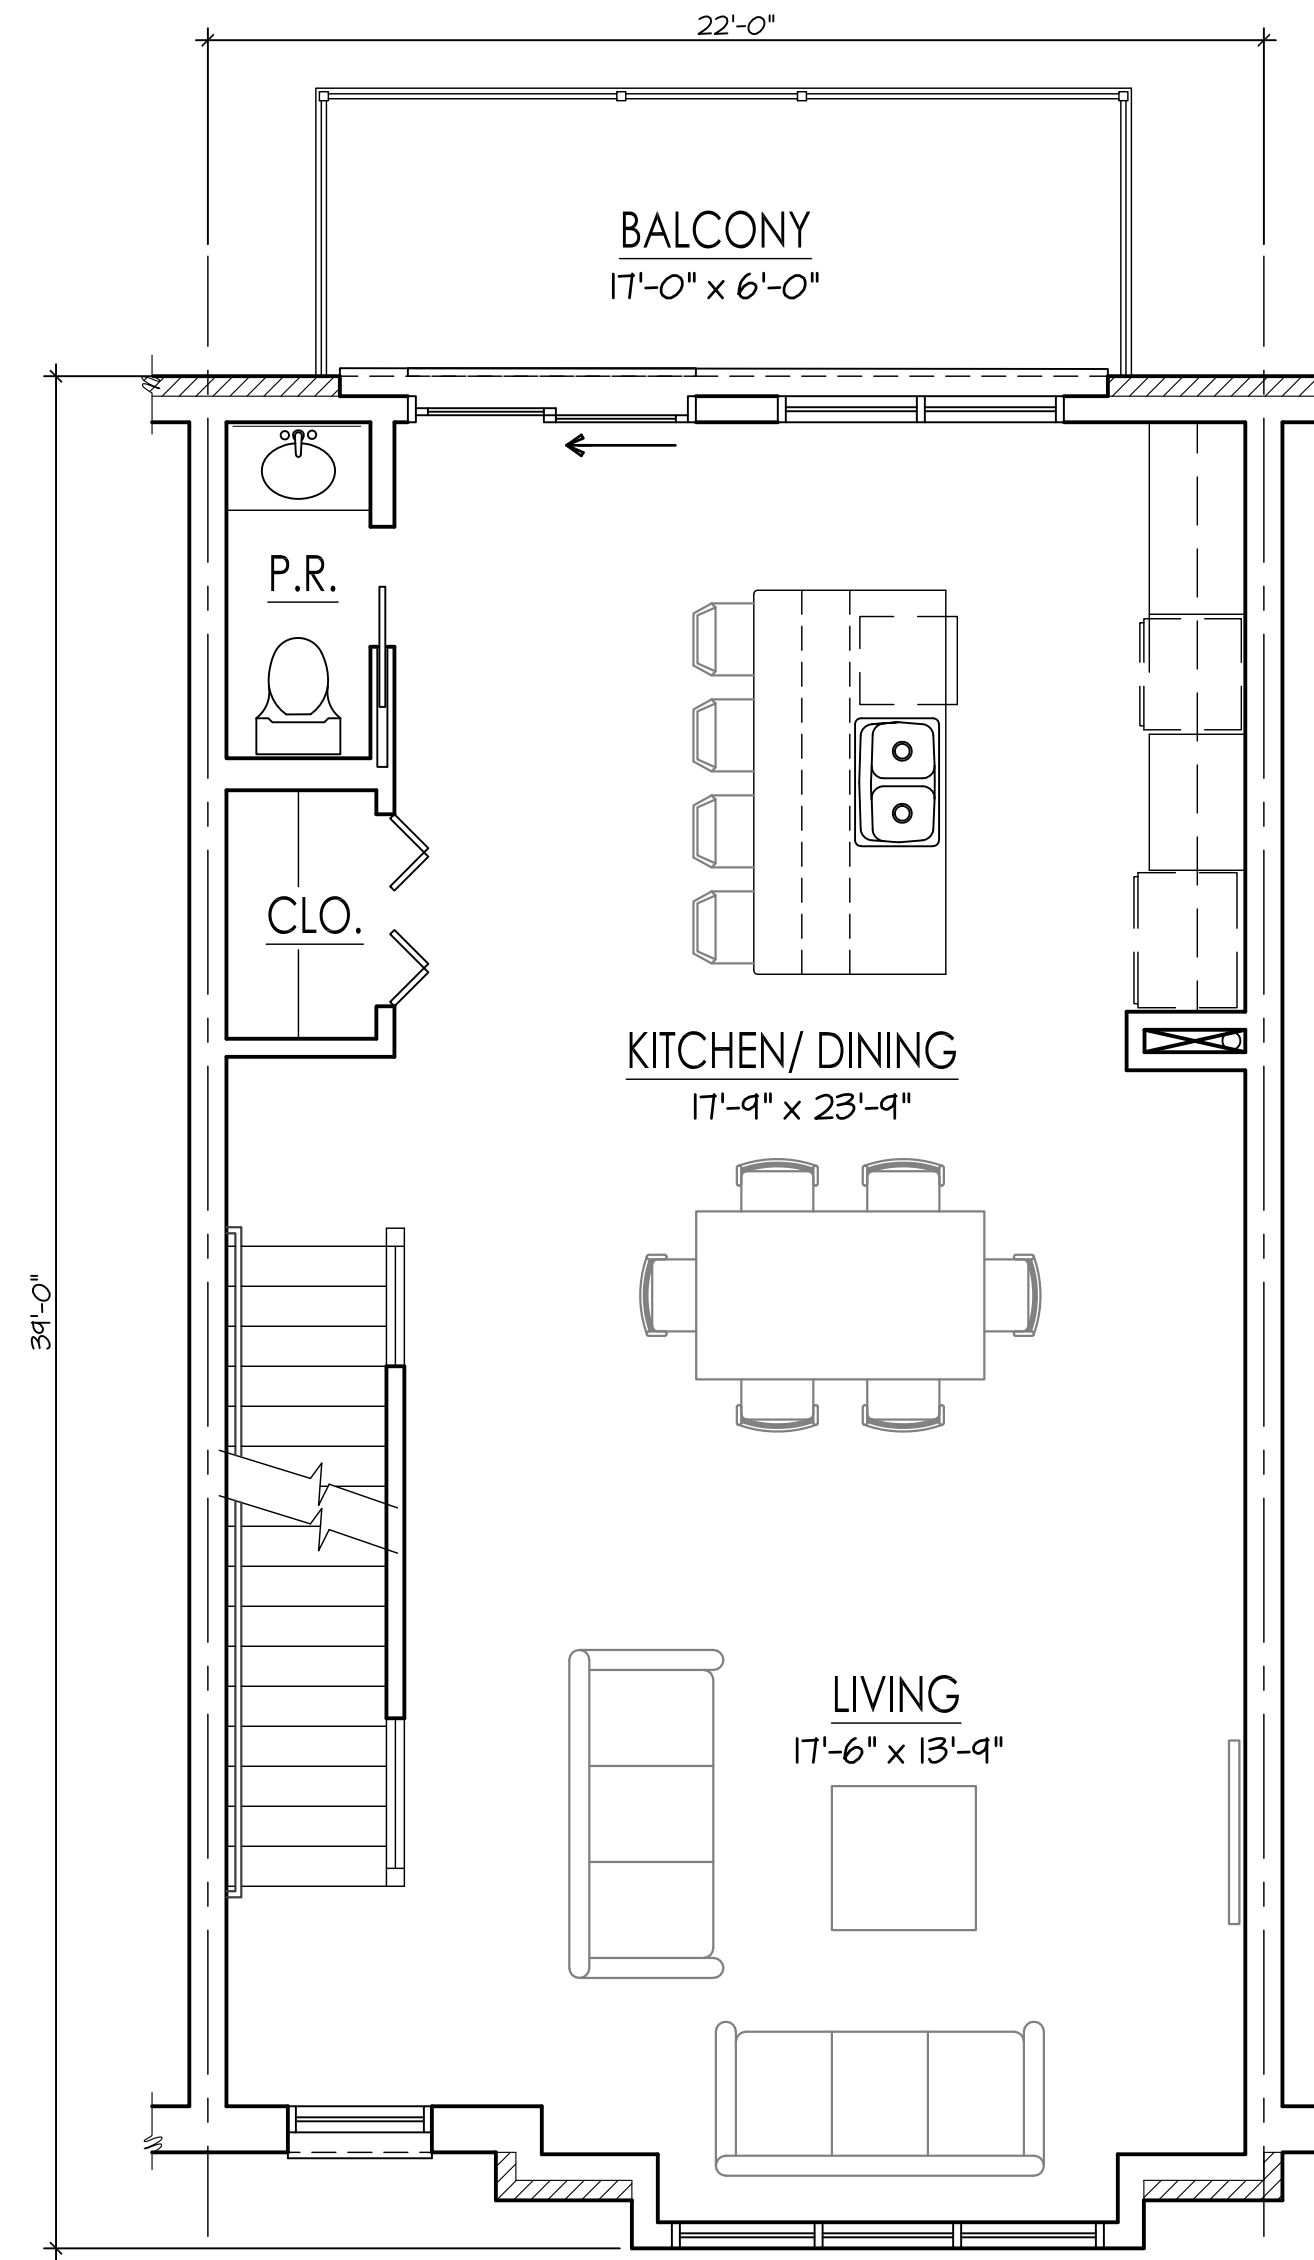 22'-0"
BALCONY
17'-0" x 6'-0"
P.R.
CLO.
KITCHEN/ DINING
17'-9" x 23'-9"
39'-0"
LIVING
17'-6" x 13'-9"